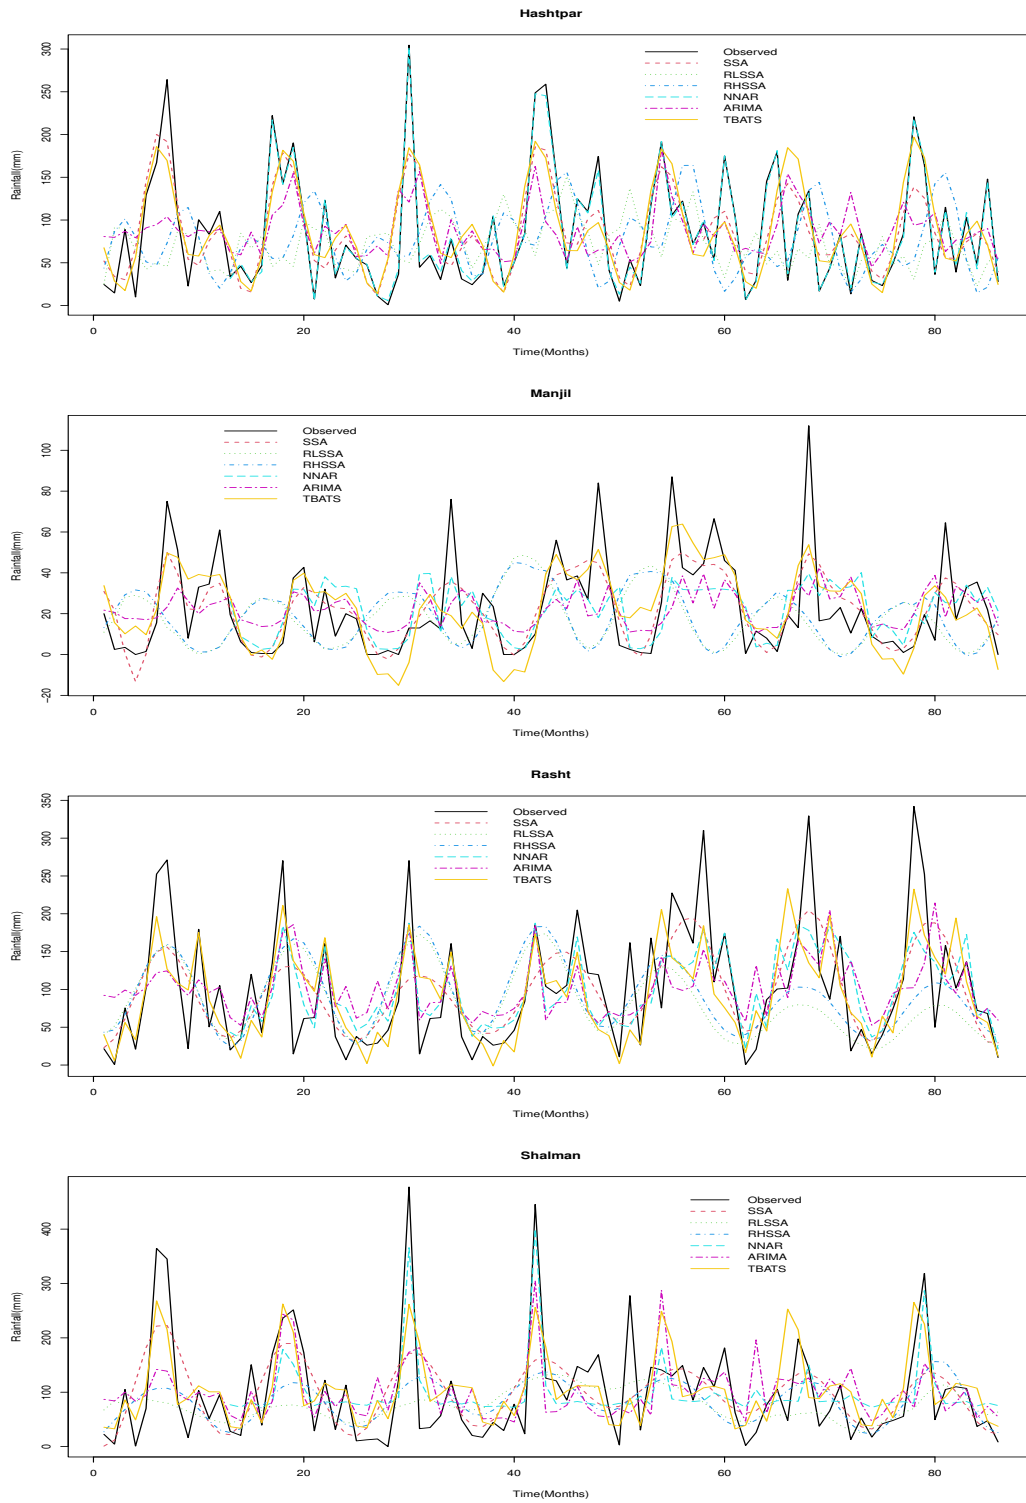 Hashtpar
300
250
200
150
100
50
0
Rainfall(mm)
Observed
SSA
RLSSA
RHSSA
NNAR
ARIMA
TBATS
0 20 40 60 80
Time(Months)
Manjil
100
80
60
40
20
0
-20
Rainfall(mm)
Observed
SSA
RLSSA
RHSSA
NNAR
ARIMA
TBATS
0 20 40 60 80
Time(Months)
Rasht
350
300
250
200
150
100
50
0
Rainfall(mm)
Observed
SSA
RLSSA
RHSSA
NNAR
ARIMA
TBATS
0 20 40 60 80
Time(Months)
Shalman
400
300
200
100
0
Rainfall(mm)
Observed
SSA
RLSSA
RHSSA
NNAR
ARIMA
TBATS
0 20 40 60 80
Time(Months)